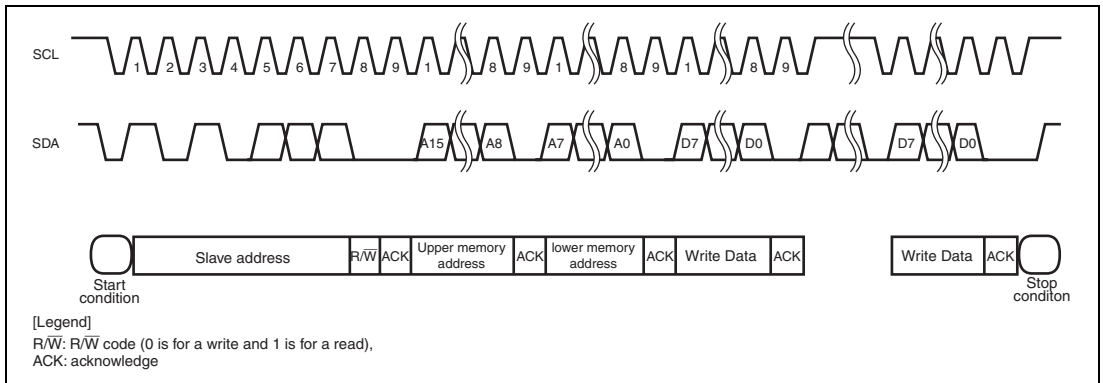 SCL
1 2 3 4 5 6 7 8 9 1 8 9 1 8 9 1 8 9
SDA
A15 A8 A7 A0 D7 D0 D7 D0
Slave address R/W̅ ACK Upper memory address ACK lower memory address ACK Write Data ACK Write Data ACK
Start condition
Stop conditon
[Legend]
R/W̅: R/W̅ code (0 is for a write and 1 is for a read),
ACK: acknowledge